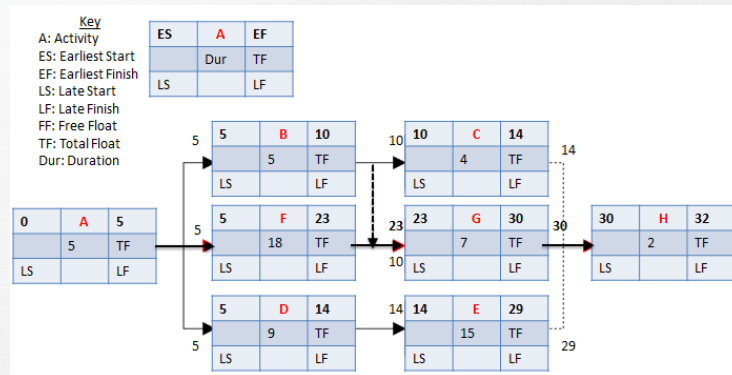 Key
A: Activity
ES: Earliest Start
EF: Earliest Finish
LS: Late Start
LF: Late Finish
FF: Free Float
TF: Total Float
Dur: Duration
ES A EF
Dur TF
LS LF
5 5 B 10 10 10 C 14 14
5 TF 4 TF
LS LF LS LF
0 A 5 5 5 F 23 23 23 G 30 30 30 H 32
5 TF 18 TF 7 TF 2 TF
LS LF LS LF 10 LS LF LS LF
5 D 14 14 14 E 29
9 TF 15 TF
5 LS LF LS LF 29